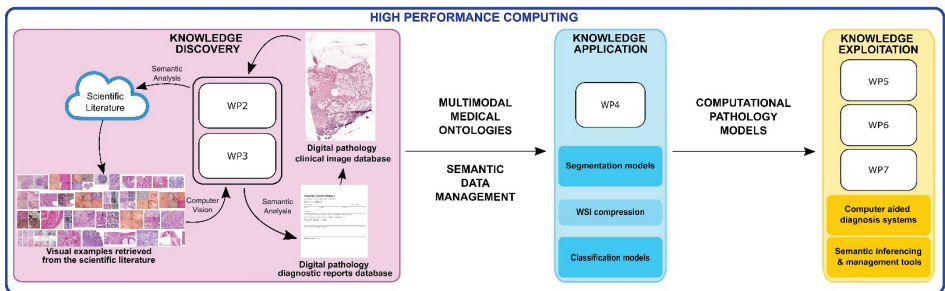 HIGH PERFORMANCE COMPUTING
KNOWLEDGE
DISCOVERY
Semantic
Analysis
Scientific
Literature
WP2
WP3
Digital pathology
clinical image database
Computer
Vision
Semantic
Analysis
Visual examples retrieved
from the scientific literature
Digital pathology
diagnostic reports database
MULTIMODAL
MEDICAL
ONTOLOGIES
SEMANTIC
DATA
MANAGEMENT
KNOWLEDGE
APPLICATION
WP4
Segmentation models
WSI compression
Classification models
COMPUTATIONAL
PATHOLOGY
MODELS
KNOWLEDGE
EXPLOITATION
WP5
WP6
WP7
Computer aided
diagnosis systems
Semantic inferencing
& management tools